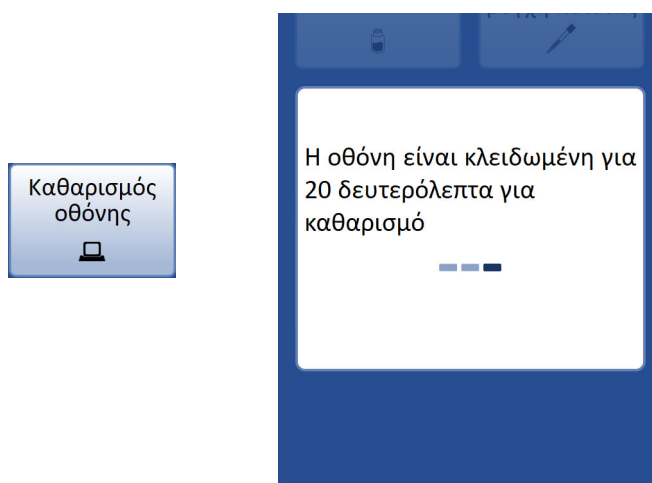 Καθαρισμός
οθόνης
Η οθόνη είναι κλειδωμένη για
20 δευτερόλεπτα για
καθαρισμό